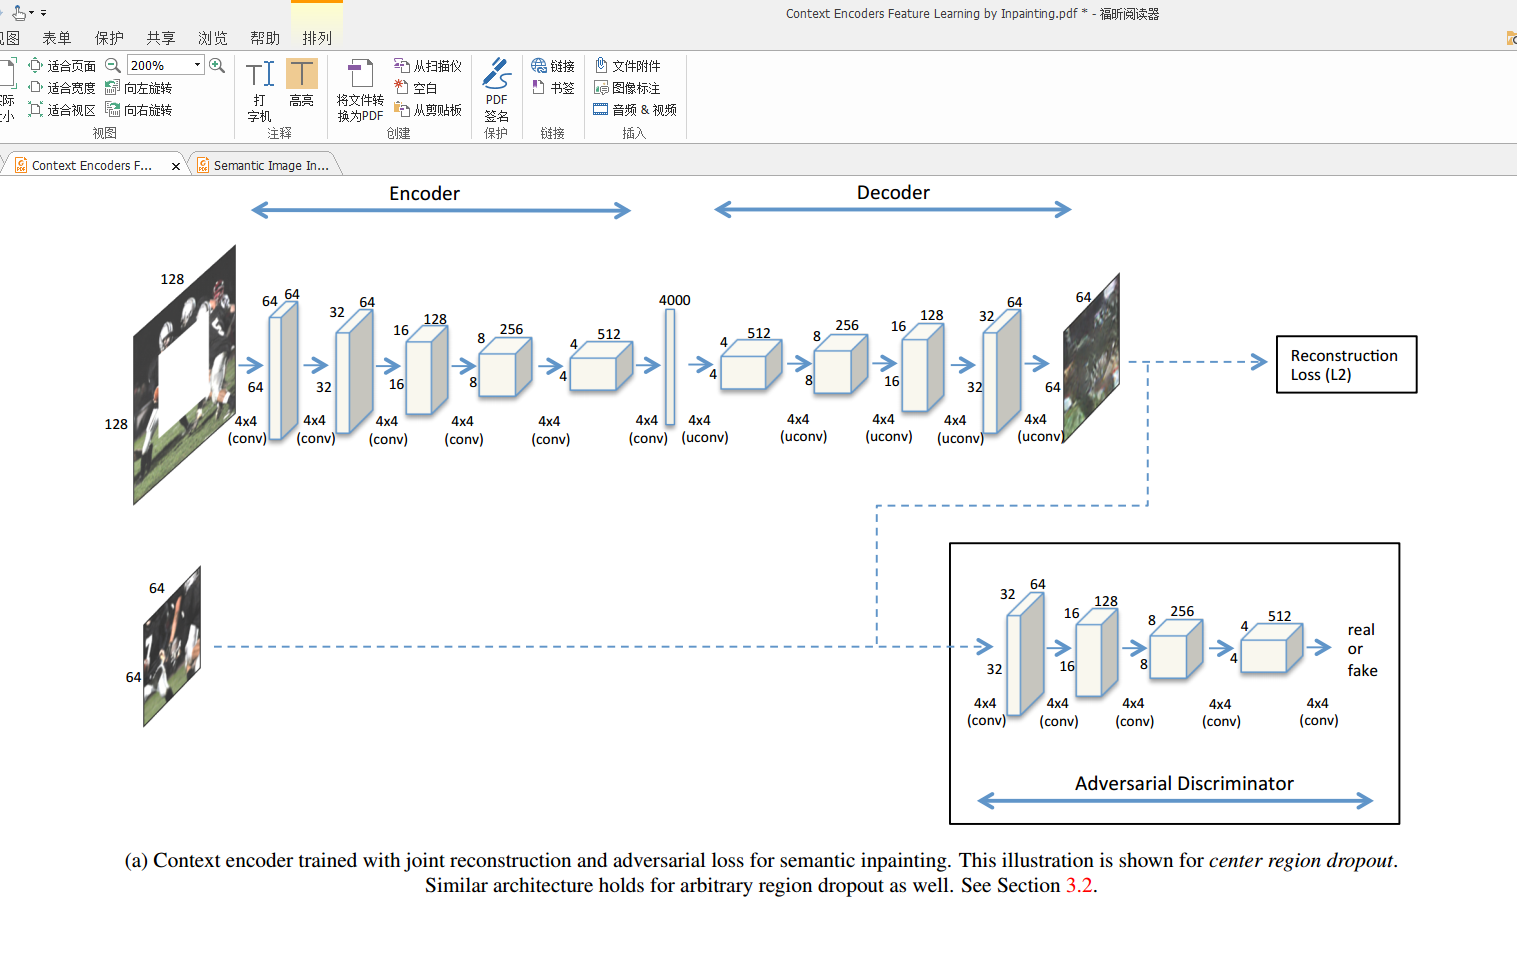 Context Encoders Feature Learning by Inpainting.pdf * - 福昕阅读器
视图 表单 保护 共享 浏览 帮助 排列
适合页面 200%
适合宽度 向左旋转
适合视区 向右旋转
视图
打
字机
高亮
注释
将文件转
换为PDF
从扫描仪
空白
从剪贴板
创建
PDF
签名
保护
链接
书签
链接
文件附件
图像标注
音频 & 视频
插入
Context Encoders F... × Semantic Image In...
Encoder Decoder
128
128
64 64
64
32 64
32
16 128
16
8 256
8
4 512
4
4000
4 512
4
8 256
8
16 128
16
32 64
32
64
64
4x4 4x4 4x4 4x4 4x4 4x4 4x4 4x4 4x4 4x4 4x4
(conv) (conv) (conv) (conv) (conv) (conv) (uconv) (uconv) (uconv) (uconv) (uconv)
Reconstruction
Loss (L2)
64
64
32 64
32
16 128
16
8 256
8
4 512
4
real
or
fake
4x4 4x4 4x4 4x4 4x4
(conv) (conv) (conv) (conv) (conv)
Adversarial Discriminator
(a) Context encoder trained with joint reconstruction and adversarial loss for semantic inpainting. This illustration is shown for center region dropout.
Similar architecture holds for arbitrary region dropout as well. See Section 3.2.